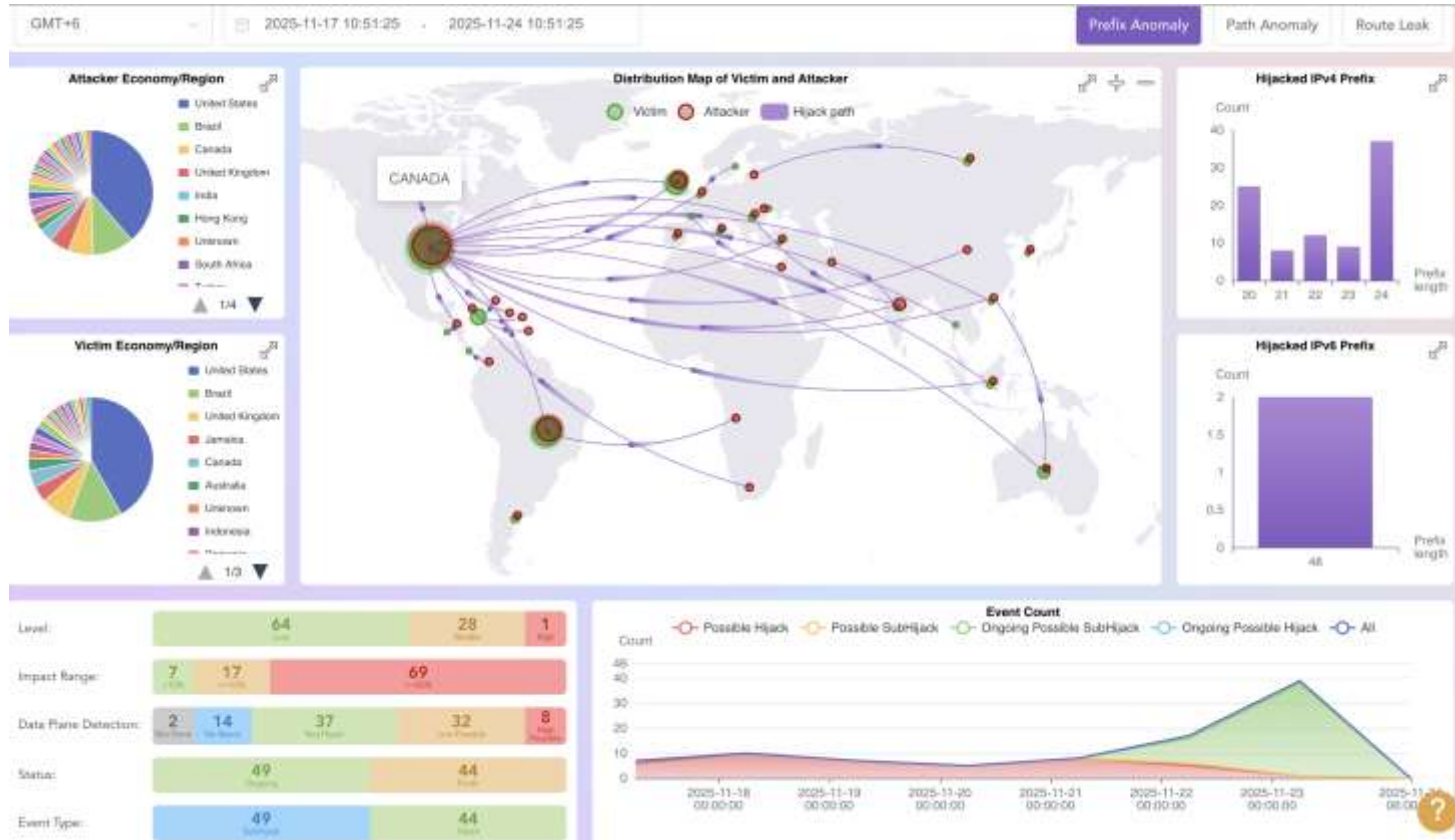 GMT+6
2025-11-17 10:51:25 - 2025-11-24 10:51:25
Prefix Anomaly
Path Anomaly
Route Leak
Attacker Economy/Region
United States
Brazil
Canada
United Kingdom
India
Hong Kong
Unknown
South Africa
1/4
Victim Economy/Region
United States
Brazil
United Kingdom
Jamaica
Canada
Australia
Unknown
Indonesia
1/3
Distribution Map of Victim and Attacker
Victim
Attacker
Hijack path
CANADA
Hijacked IPv4 Prefix
Count
40
30
20
10
0
20
21
22
23
24
Prefix
length
Hijacked IPv6 Prefix
Count
2
1.5
1
0.5
0
48
Prefix
length
Level:
64
28
1
Impact Range:
7
17
69
Data Plane Detection:
2
14
37
32
8
Status:
49
44
Event Type:
49
44
Event Count
Possible Hijack
Possible SubHijack
Ongoing Possible SubHijack
Ongoing Possible Hijack
All
Count
40
30
20
10
0
2025-11-18
00:00:00
2025-11-19
00:00:00
2025-11-20
00:00:00
2025-11-21
00:00:00
2025-11-22
00:00:00
2025-11-23
00:00:00
?